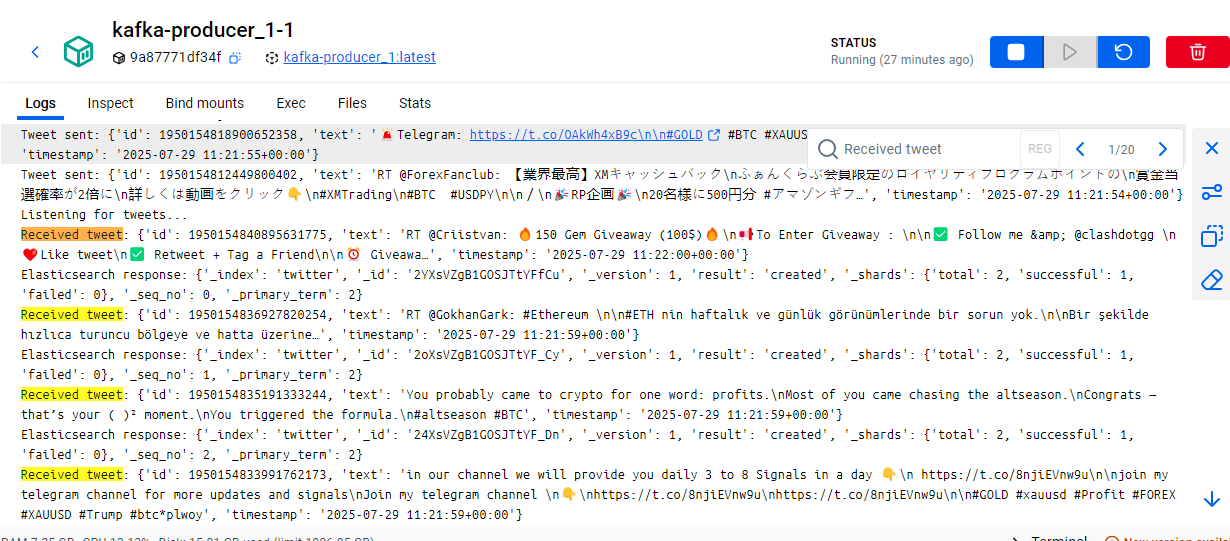 kafka-producer_1-1
9a87771df34f
kafka-producer_1:latest
STATUS
Running (27 minutes ago)
Logs Inspect Bind mounts Exec Files Stats
Tweet sent: {'id': 1950154818900652358, 'text': '🚨Telegram: https://t.co/OAkWh4xB9c\n\n#GOLD #BTC #XAUUS
'timestamp': '2025-07-29 11:21:55+00:00'}
Received tweet REG 1/20
Tweet sent: {'id': 1950154812449800402, 'text': 'RT @ForexFanclub: 【業界最高】XMキャッシュバック\nふぁんくらぶ会員限定のロイヤリティプログラムポイントの\n賞金当
選確率が2倍に\n詳しくは動画をクリック👇\n#XMTrading\n#BTC #USDPY\n\n/\n🎉RP企画🎉\n20名様に500円分 #アマゾンギフ…', 'timestamp': '2025-07-29 11:21:54+00:00'}
Listening for tweets...
Received tweet: {'id': 1950154840895631775, 'text': 'RT @Criistvan: 🔥150 Gem Giveaway (100$)🔥\n📢To Enter Giveaway : \n\n✅ Follow me &amp; @clashdotgg \n
❤️Like tweet\n✅ Retweet + Tag a Friend\n\n⏰ Giveawa…', 'timestamp': '2025-07-29 11:22:00+00:00'}
Elasticsearch response: {'_index': 'twitter', '_id': '2YXsVZgB1GOSJTtYFfCu', '_version': 1, 'result': 'created', '_shards': {'total': 2, 'successful': 1,
'failed': 0}, '_seq_no': 0, '_primary_term': 2}
Received tweet: {'id': 1950154836927820254, 'text': 'RT @GokhanGark: #Ethereum \n\n#ETH nin haftalık ve günlük görünümlerinde bir sorun yok.\n\nBir şekilde
hızlıca turuncu bölgeye ve hatta üzerine…', 'timestamp': '2025-07-29 11:21:59+00:00'}
Elasticsearch response: {'_index': 'twitter', '_id': '2oXsVZgB1GOSJTtYF_Cy', '_version': 1, 'result': 'created', '_shards': {'total': 2, 'successful': 1,
'failed': 0}, '_seq_no': 1, '_primary_term': 2}
Received tweet: {'id': 1950154835191333244, 'text': 'You probably came to crypto for one word: profits.\nMost of you came chasing the altseason.\nCongrats —
that’s your ( )² moment.\nYou triggered the formula.\n#altseason #BTC', 'timestamp': '2025-07-29 11:21:59+00:00'}
Elasticsearch response: {'_index': 'twitter', '_id': '24XsVZgB1GOSJTtYF_Dn', '_version': 1, 'result': 'created', '_shards': {'total': 2, 'successful': 1,
'failed': 0}, '_seq_no': 2, '_primary_term': 2}
Received tweet: {'id': 1950154833991762173, 'text': 'in our channel we will provide you daily 3 to 8 Signals in a day 👇\n https://t.co/8njiEVnw9u\n\njoin my
telegram channel for more updates and signals\nJoin my telegram channel \n👇\nhttps://t.co/8njiEVnw9u\nhttps://t.co/8njiEVnw9u\n\n#GOLD #xauusd #Profit #FOREX
#XAUUSD #Trump #btc*plwoy', 'timestamp': '2025-07-29 11:21:59+00:00'}